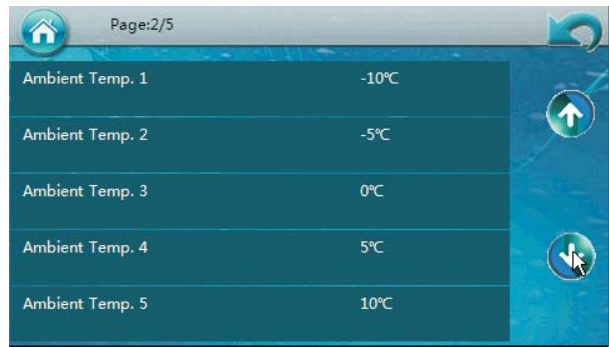 Page:2/5
Ambient Temp. 1 -10℃
Ambient Temp. 2 -5℃
Ambient Temp. 3 0℃
Ambient Temp. 4 5℃
Ambient Temp. 5 10℃